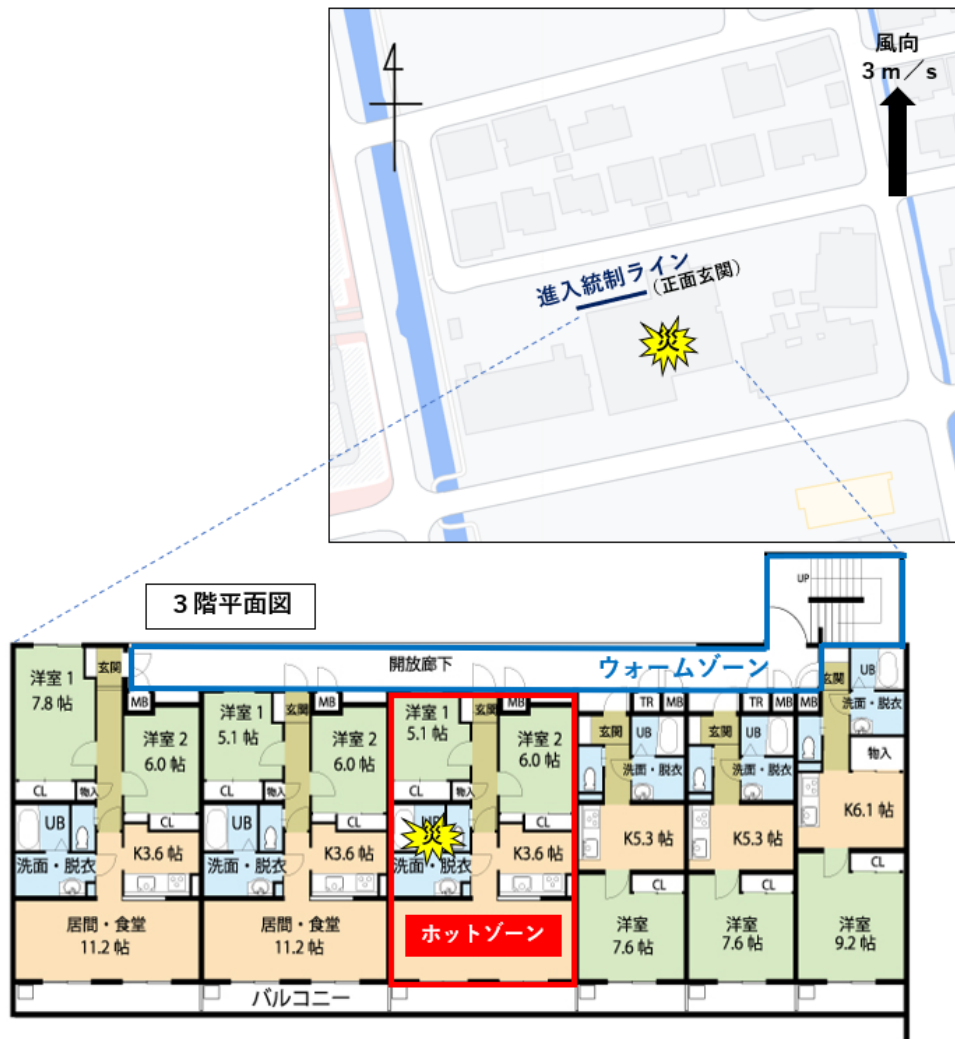 風向
3 m／s
進入統制ライン
(正面玄関)
災
3階平面図
UP
開放廊下
ウォームゾーン
洋室 1
7.8 帖
玄関
MB
洋室 2
6.0 帖
CL
物入
CL
UB
K3.6 帖
洗面・脱衣
居間・食堂
11.2 帖
洋室 1
5.1 帖
玄関
MB
洋室 2
6.0 帖
CL
物入
CL
UB
K3.6 帖
洗面・脱衣
居間・食堂
11.2 帖
洋室 1
5.1 帖
玄関
MB
洋室 2
6.0 帖
CL
物入
CL
災
K3.6 帖
洗面・脱衣
ホットゾーン
TR
MB
玄関
UB
洗面・脱衣
K5.3 帖
CL
洋室
7.6 帖
TR
MB
玄関
UB
洗面・脱衣
K5.3 帖
CL
洋室
7.6 帖
MB
玄関
UB
洗面・脱衣
物入
K6.1 帖
CL
洋室
9.2 帖
バルコニー